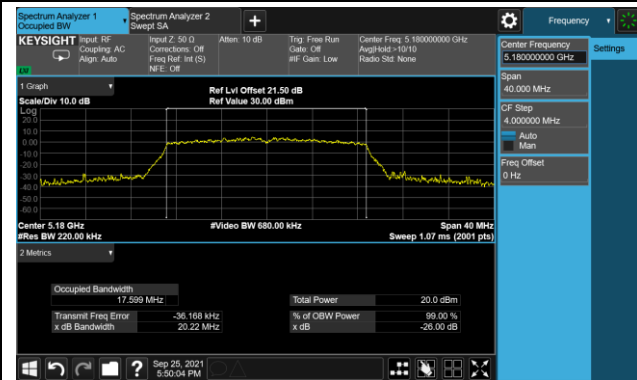 Spectrum Analyzer 1
Occupied BW
Spectrum Analyzer 2
Swept SA
Frequency
KEYSIGHT
Input: RF
Coupling: AC
Align: Auto
Input Z: 50 Ω
Corrections: Off
Freq Ref: Int (S)
NFE: Off
Atten: 10 dB
Trig: Free Run
Gate: Off
#IF Gain: Low
Center Freq: 5.180000000 GHz
Avg|Hold:>10/10
Radio Std: None
Center Frequency
5.180000000 GHz
Settings
Span
40.000 MHz
CF Step
4.000000 MHz
Auto
Man
Freq Offset
0 Hz
1 Graph
Scale/Div 10.0 dB
Ref Lvl Offset 21.50 dB
Ref Value 30.00 dBm
Log
20.0
10.0
0.00
-10.0
-20.0
-30.0
-40.0
-50.0
-60.0
Center 5.18 GHz
#Res BW 220.00 kHz
#Video BW 680.00 kHz
Span 40 MHz
Sweep 1.07 ms (2001 pts)
2 Metrics
Occupied Bandwidth
17.599 MHz
Total Power 20.0 dBm
Transmit Freq Error -36.168 kHz
% of OBW Power 99.00 %
x dB Bandwidth 20.22 MHz
x dB -26.00 dB
?
Sep 25, 2021
5:50:04 PM